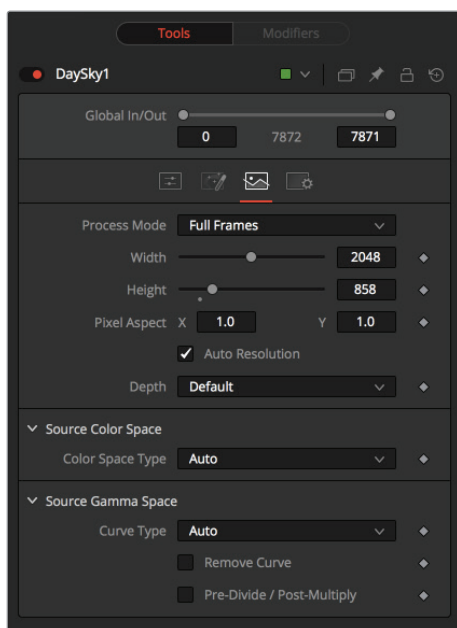 Tools Modifiers
DaySky1
Global In/Out
0 7872 7871
Process Mode Full Frames
Width 2048
Height 858
Pixel Aspect X 1.0 Y 1.0
Auto Resolution
Depth Default
Source Color Space
Color Space Type Auto
Source Gamma Space
Curve Type Auto
Remove Curve
Pre-Divide / Post-Multiply